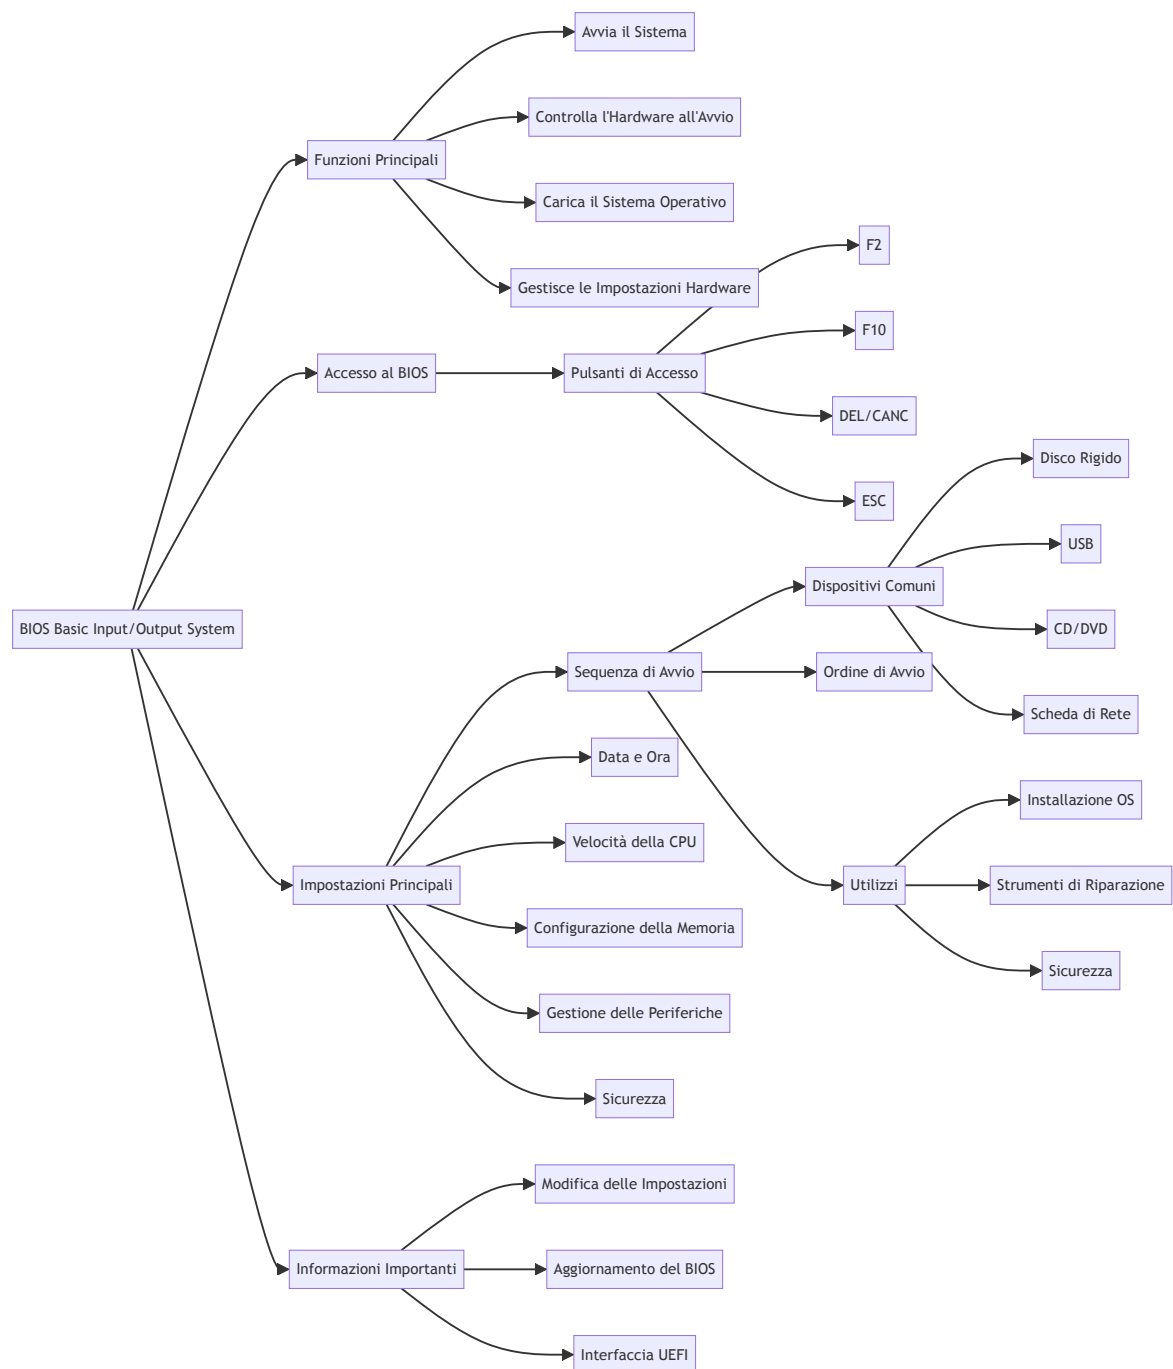 Avvia il Sistema
Controlla l'Hardware all'Avvio
Funzioni Principali
Carica il Sistema Operativo
F2
Gestisce le Impostazioni Hardware
F10
Accesso al BIOS
Pulsanti di Accesso
DEL/CANC
Disco Rigido
ESC
USB
Dispositivi Comuni
BIOS Basic Input/Output System
CD/DVD
Sequenza di Avvio
Ordine di Avvio
Scheda di Rete
Data e Ora
Installazione OS
Velocità della CPU
Impostazioni Principali
Utilizzi
Strumenti di Riparazione
Configurazione della Memoria
Sicurezza
Gestione delle Periferiche
Sicurezza
Modifica delle Impostazioni
Informazioni Importanti
Aggiornamento del BIOS
Interfaccia UEFI